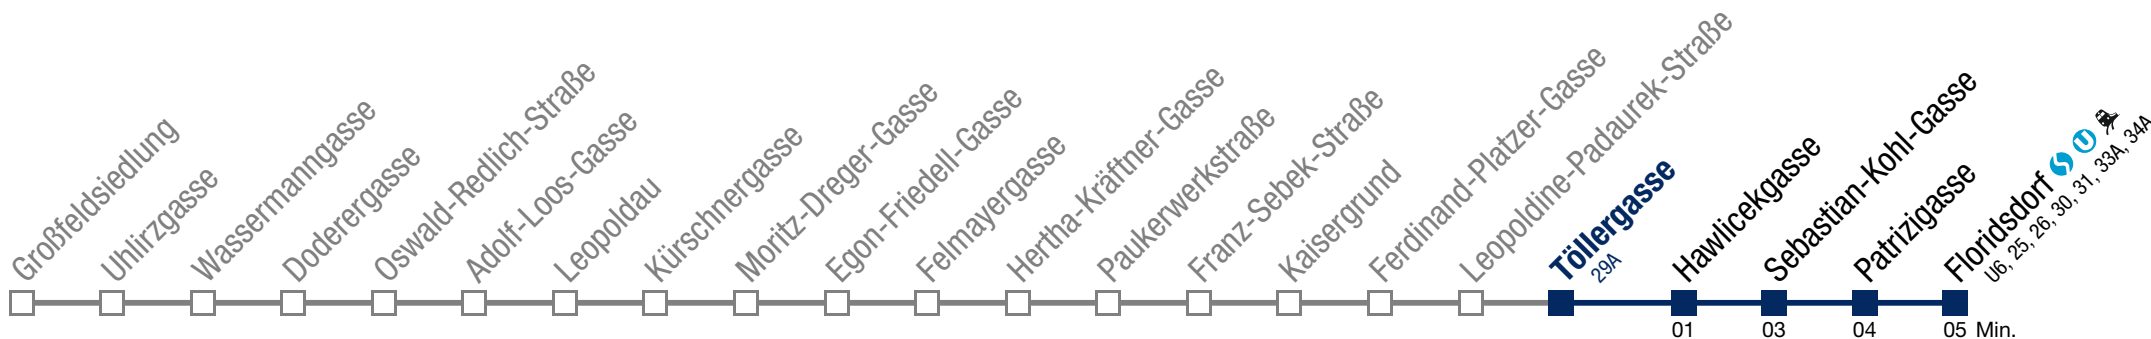 Großfeldsiedlung
Uhlirzgasse
Wassermanngasse
Doderergasse
Oswald-Redlich-Straße
Adolf-Loos-Gasse
Leopoldau
Kürschnergasse
Moritz-Dreger-Gasse
Egon-Friedell-Gasse
Felmayergasse
Hertha-Kräftner-Gasse
Paukerwerkstraße
Franz-Sebek-Straße
Kaisergrund
Ferdinand-Platzer-Gasse
Leopoldine-Padaurek-Straße
Töllergasse
29A
Hawlicekgasse
Sebastian-Kohl-Gasse
Patrizigasse
Floridsdorf S U
U6, 25, 26, 30, 31, 33A, 34A
01 03 04 05 Min.